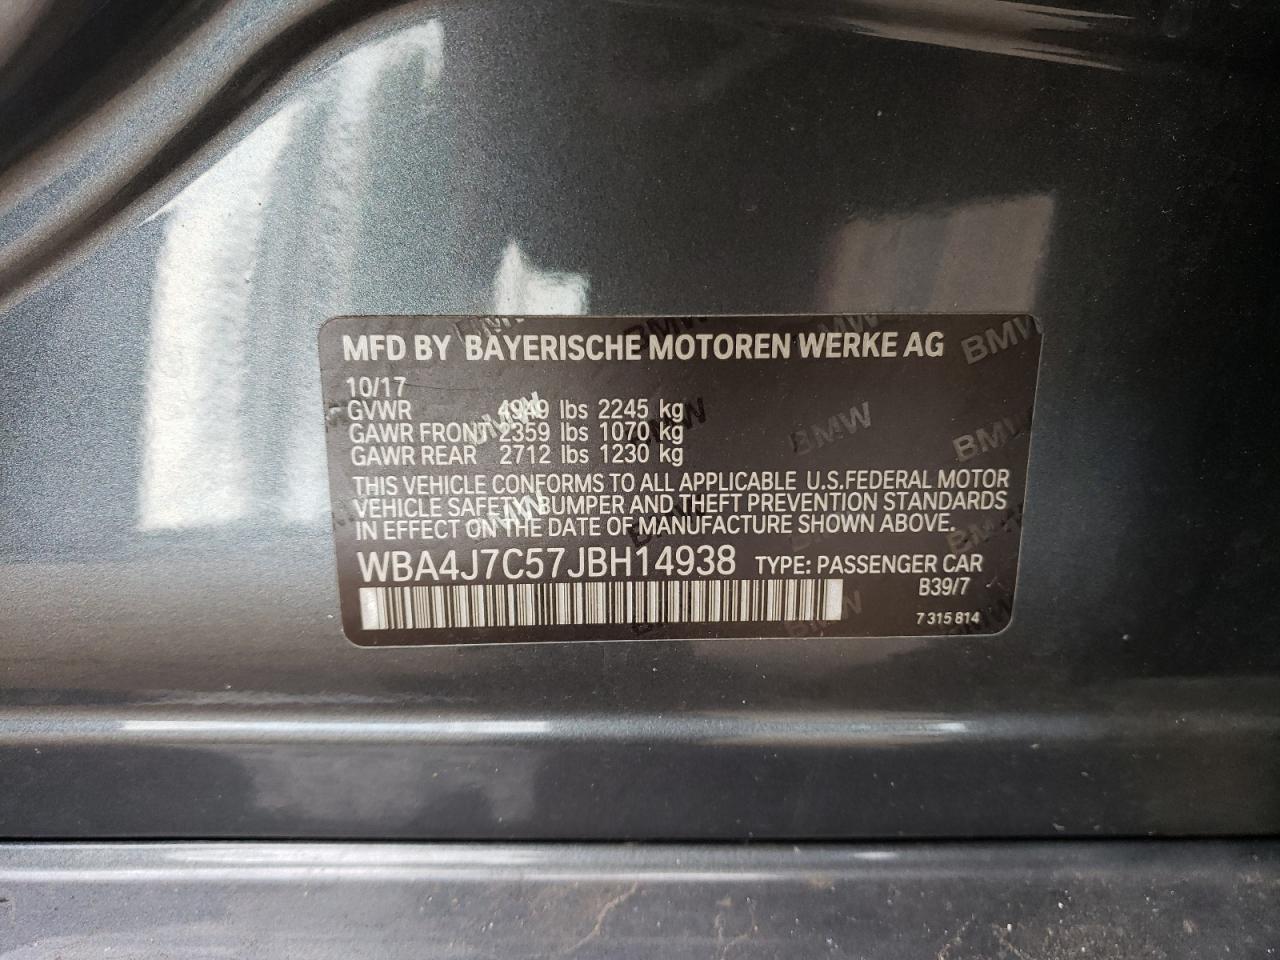 MFD BY BAYERISCHE MOTOREN WERKE AG
10/17
GVWR 4949 lbs 2245 kg
GAWR FRONT 2359 lbs 1070 kg
GAWR REAR 2712 lbs 1230 kg
THIS VEHICLE CONFORMS TO ALL APPLICABLE U.S.FEDERAL MOTOR
VEHICLE SAFETY, BUMPER AND THEFT PREVENTION STANDARDS
IN EFFECT ON THE DATE OF MANUFACTURE SHOWN ABOVE.
WBA4J7C57JBH14938 TYPE: PASSENGER CAR
B39/7
7 315 814